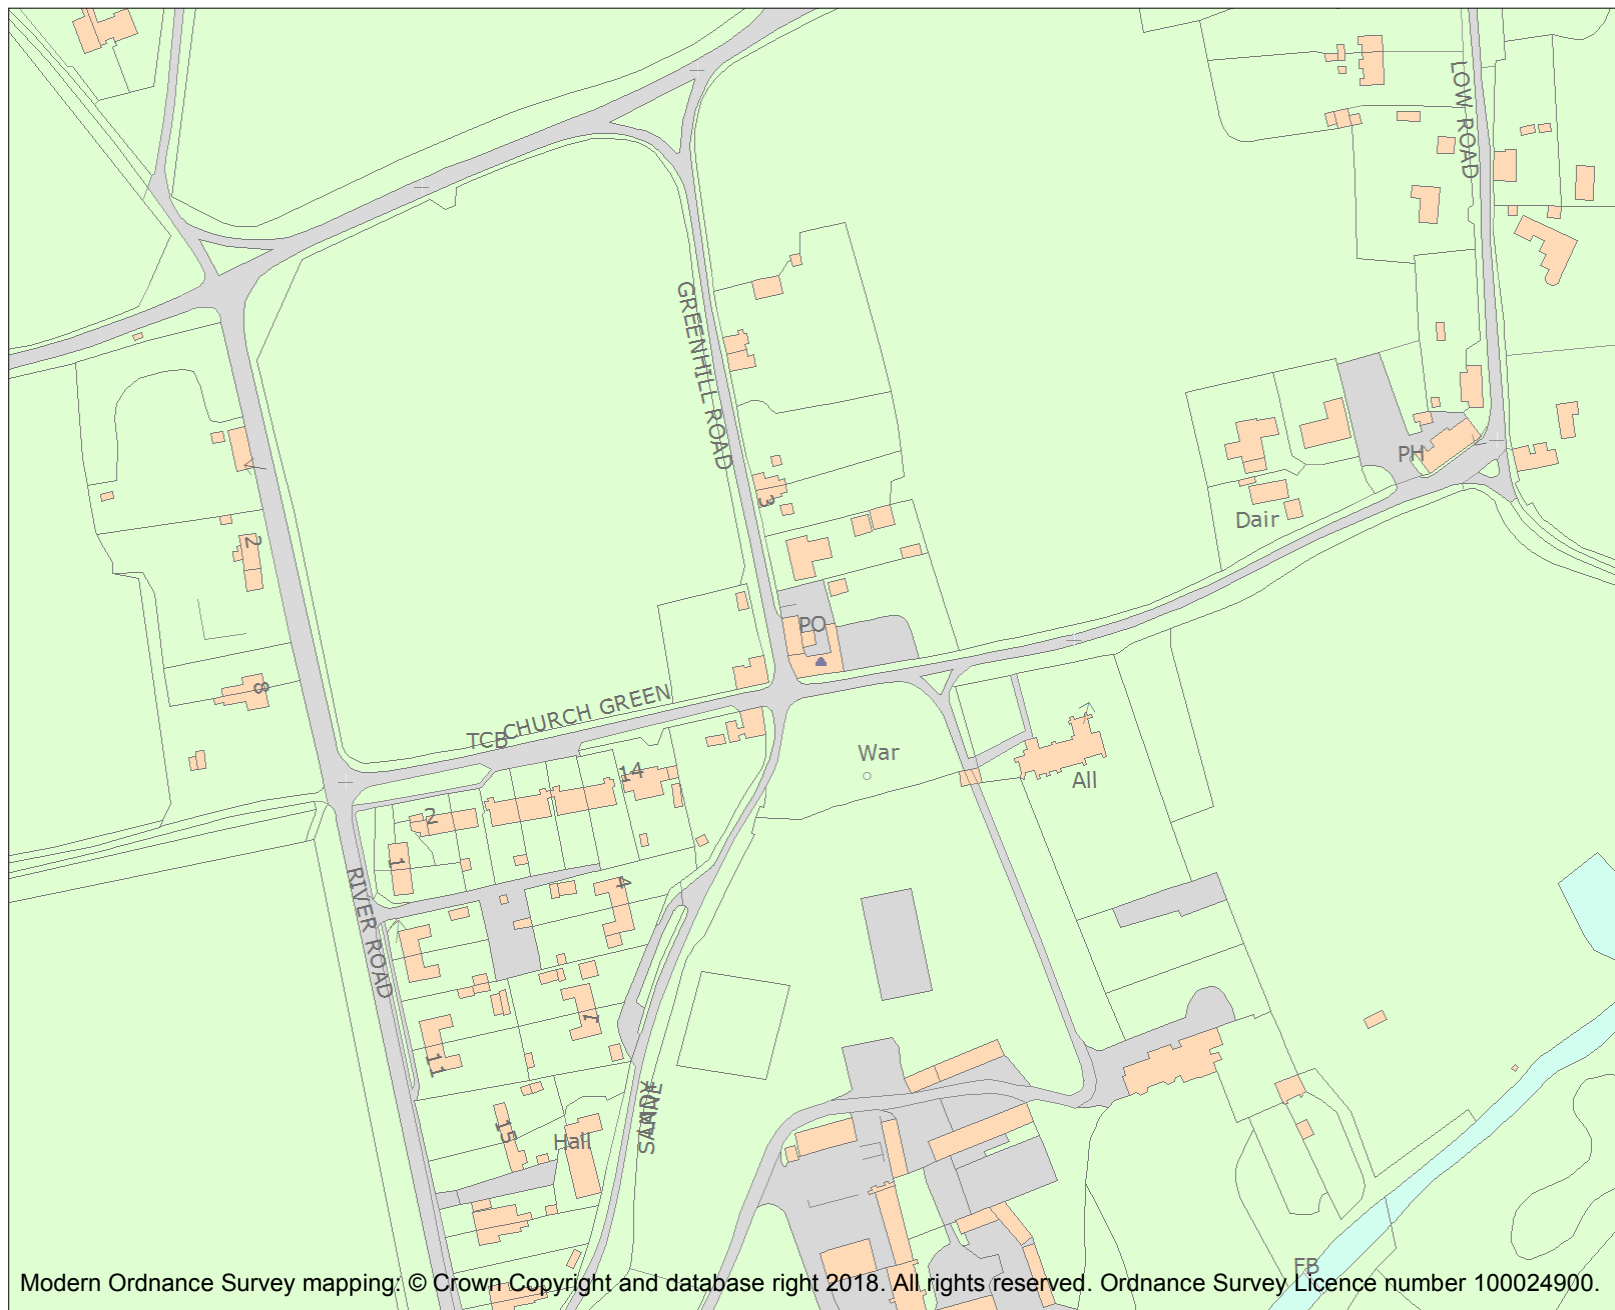 LOW ROAD
GREENHILL ROAD
PH
3
Dair
2
PO
8
CHURCH GREEN
TCB
War
14
All
2
1
4
RIVER ROAD
7
11
SANDY
LANE
15
Hall
FB
Modern Ordnance Survey mapping: © Crown Copyright and database right 2018. All rights reserved. Ordnance Survey Licence number 100024900.